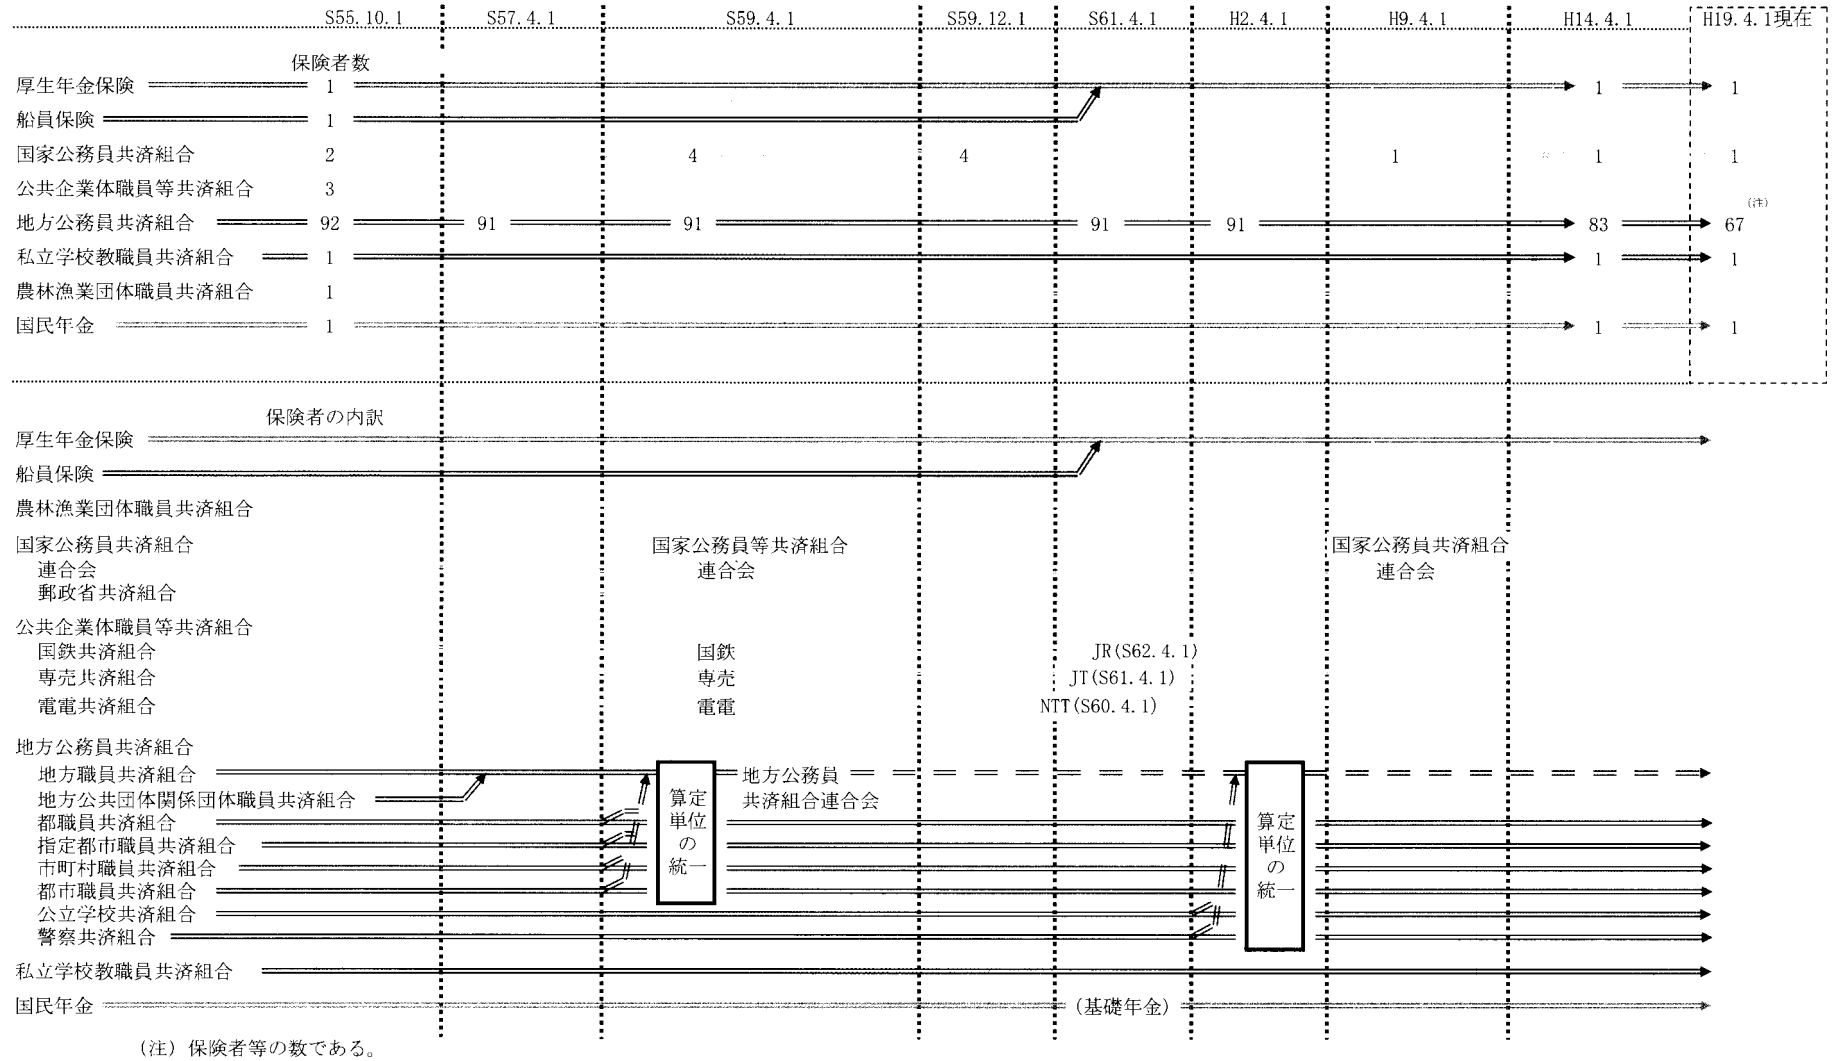 S55.10.1 S57.4.1 S59.4.1 S59.12.1 S61.4.1 H2.4.1 H9.4.1 H14.4.1 H19.4.1現在
保険者数
厚生年金保険 1 1 1
船員保険 1
国家公務員共済組合 2 4 4 1 1 1
公共企業体職員等共済組合 3
(注)
地方公務員共済組合 92 91 91 91 91 83 67
私立学校教職員共済組合 1 1 1
農林漁業団体職員共済組合 1
国民年金 1 1 1
保険者の内訳
厚生年金保険
船員保険
農林漁業団体職員共済組合
国家公務員共済組合 国家公務員等共済組合 国家公務員共済組合
連合会 連合会 連合会
郵政省共済組合
公共企業体職員等共済組合
国鉄共済組合 国鉄 JR(S62.4.1)
専売共済組合 専売 JT(S61.4.1)
電電共済組合 電電 NTT(S60.4.1)
地方公務員共済組合
地方職員共済組合 地方公務員
地方公共団体関係団体職員共済組合 共済組合連合会
都職員共済組合
指定都市職員共済組合
市町村職員共済組合
都市職員共済組合
公立学校共済組合
警察共済組合
算定
単位
の
統一
算定
単位
の
統一
私立学校教職員共済組合
国民年金 (基礎年金)
(注) 保険者等の数である。